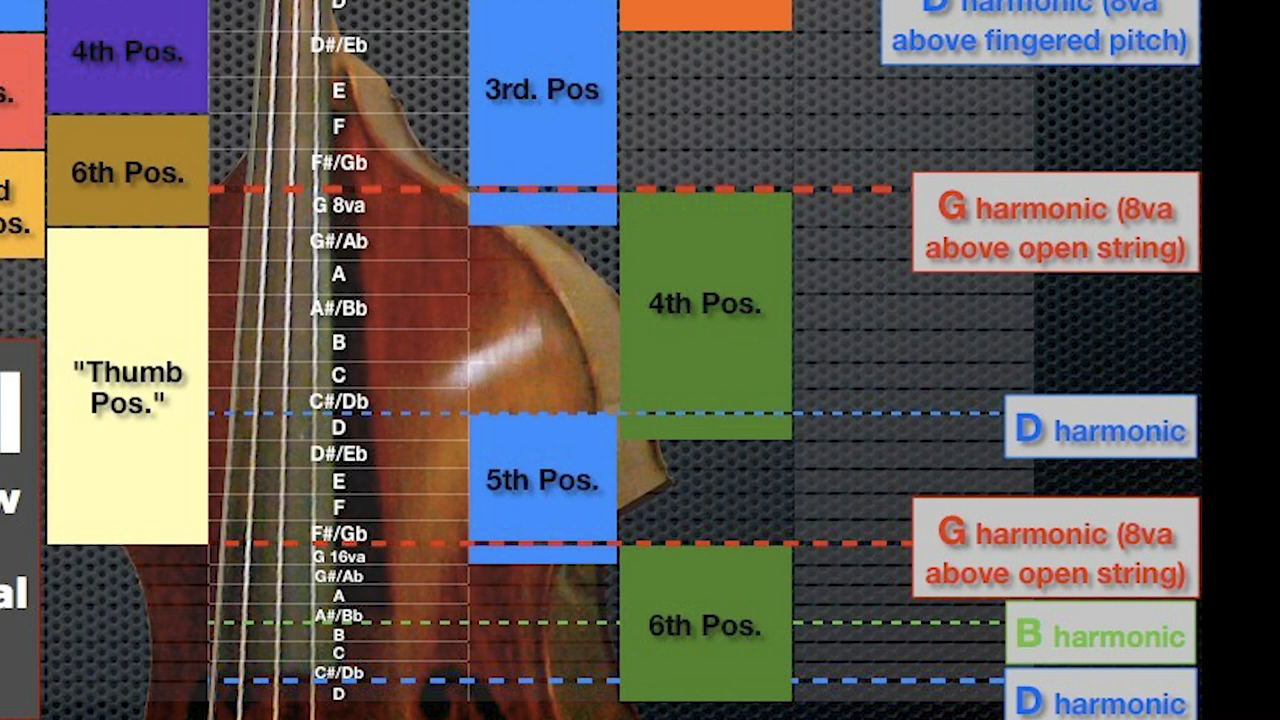 D
harmonic (8va
above fingered pitch)
4th Pos.
D#/Eb
s.
E
3rd. Pos
F
6th Pos.
F#/Gb
d
os.
G 8va
G harmonic (8va
above open string)
G#/Ab
A
A#/Bb
4th Pos.
B
"Thumb
Pos."
C
C#/Db
D
D harmonic
D#/Eb
E
5th Pos.
F
w
F#/Gb
G harmonic (8va
above open string)
G 16va
G#/Ab
al
A
A#/Bb
B
6th Pos.
B harmonic
C
C#/Db
D
D harmonic